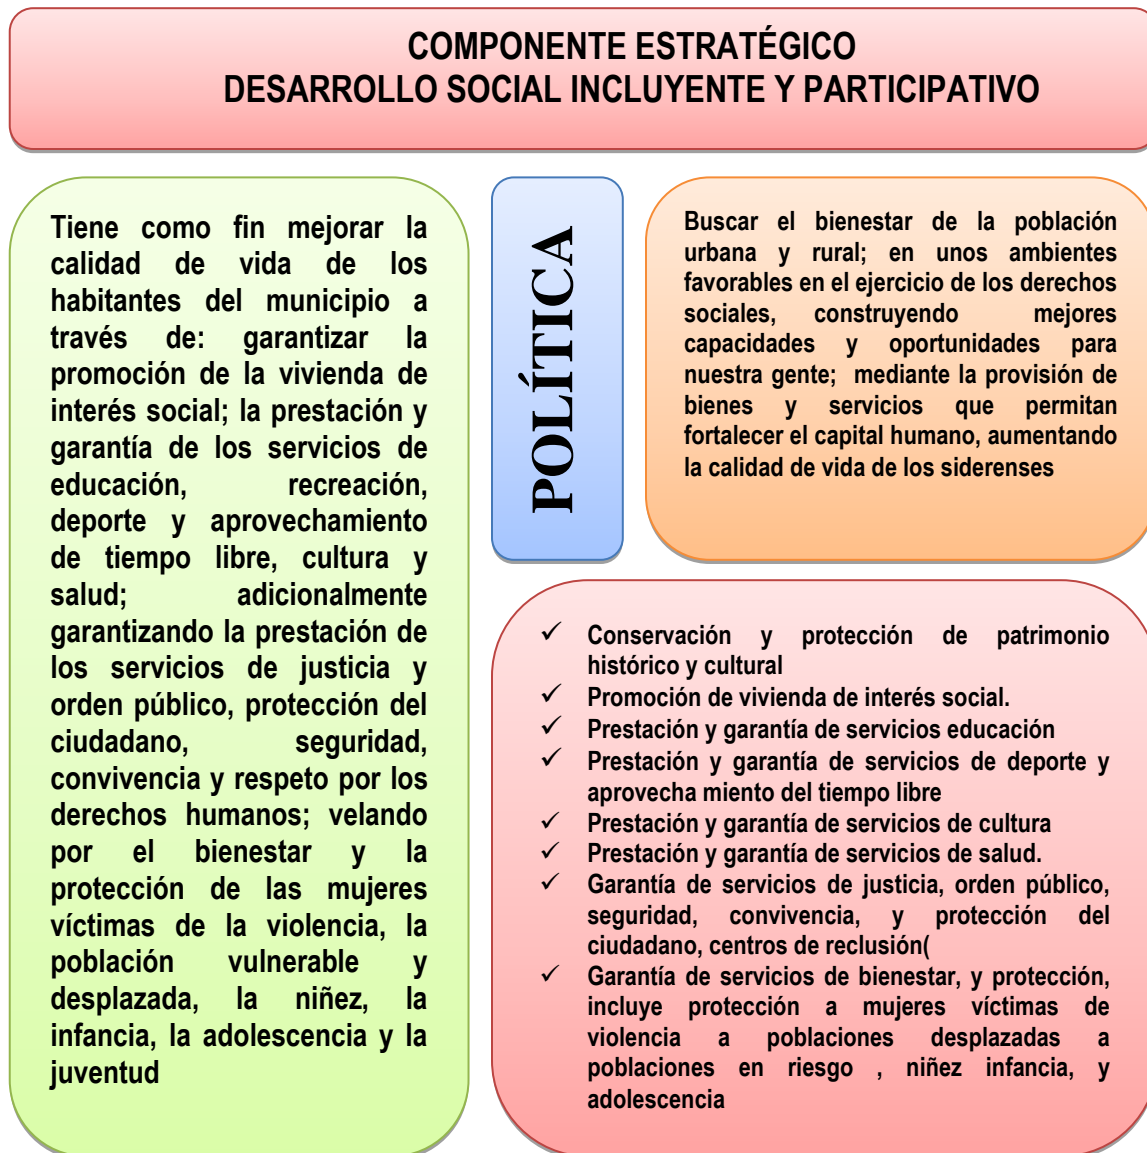 COMPONENTE ESTRATÉGICO
DESARROLLO SOCIAL INCLUYENTE Y PARTICIPATIVO
Tiene como fin mejorar la
calidad de vida de los
habitantes del municipio a
través de: garantizar la
promoción de la vivienda de
interés social; la prestación y
garantía de los servicios de
educación, recreación,
deporte y aprovechamiento
de tiempo libre, cultura y
salud; adicionalmente
garantizando la prestación de
los servicios de justicia y
orden público, protección del
ciudadano, seguridad,
convivencia y respeto por los
derechos humanos; velando
por el bienestar y la
protección de las mujeres
víctimas de la violencia, la
población vulnerable y
desplazada, la niñez, la
infancia, la adolescencia y la
juventud
POLÍTICA
Buscar el bienestar de la población
urbana y rural; en unos ambientes
favorables en el ejercicio de los derechos
sociales, construyendo mejores
capacidades y oportunidades para
nuestra gente; mediante la provisión de
bienes y servicios que permitan
fortalecer el capital humano, aumentando
la calidad de vida de los siderenses
✓ Conservación y protección de patrimonio
histórico y cultural
✓ Promoción de vivienda de interés social.
✓ Prestación y garantía de servicios educación
✓ Prestación y garantía de servicios de deporte y
aprovecha miento del tiempo libre
✓ Prestación y garantía de servicios de cultura
✓ Prestación y garantía de servicios de salud.
✓ Garantía de servicios de justicia, orden público,
seguridad, convivencia, y protección del
ciudadano, centros de reclusión(
✓ Garantía de servicios de bienestar, y protección,
incluye protección a mujeres víctimas de
violencia a poblaciones desplazadas a
poblaciones en riesgo , niñez infancia, y
adolescencia